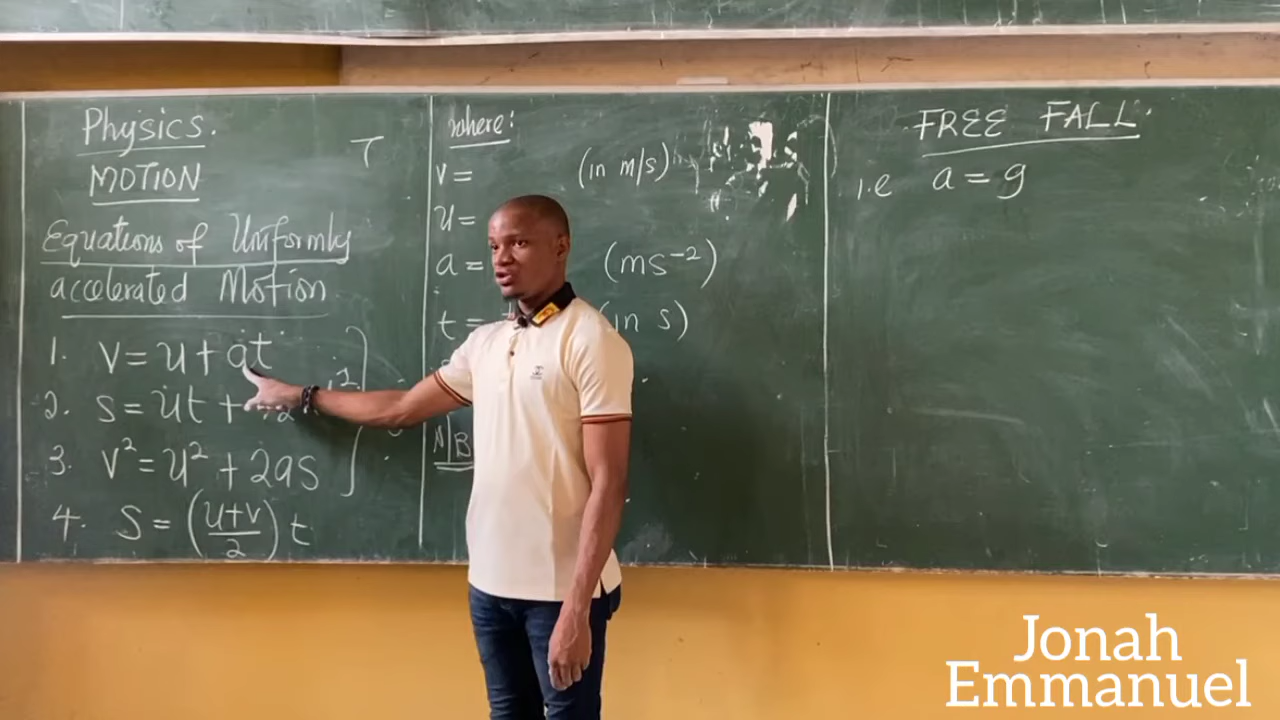 Physics.
MOTION
T
Equations of Uniformly
accelerated Motion
1. V = u + at
2. S = ut +
2
3. V² = u² + 2as
4. S = (u+v/2) t
where:
V = (in m/s)
u =
a = (ms⁻²)
t = (in s)
N/B
FREE FALL.
i.e a = g
Jonah
Emmanuel